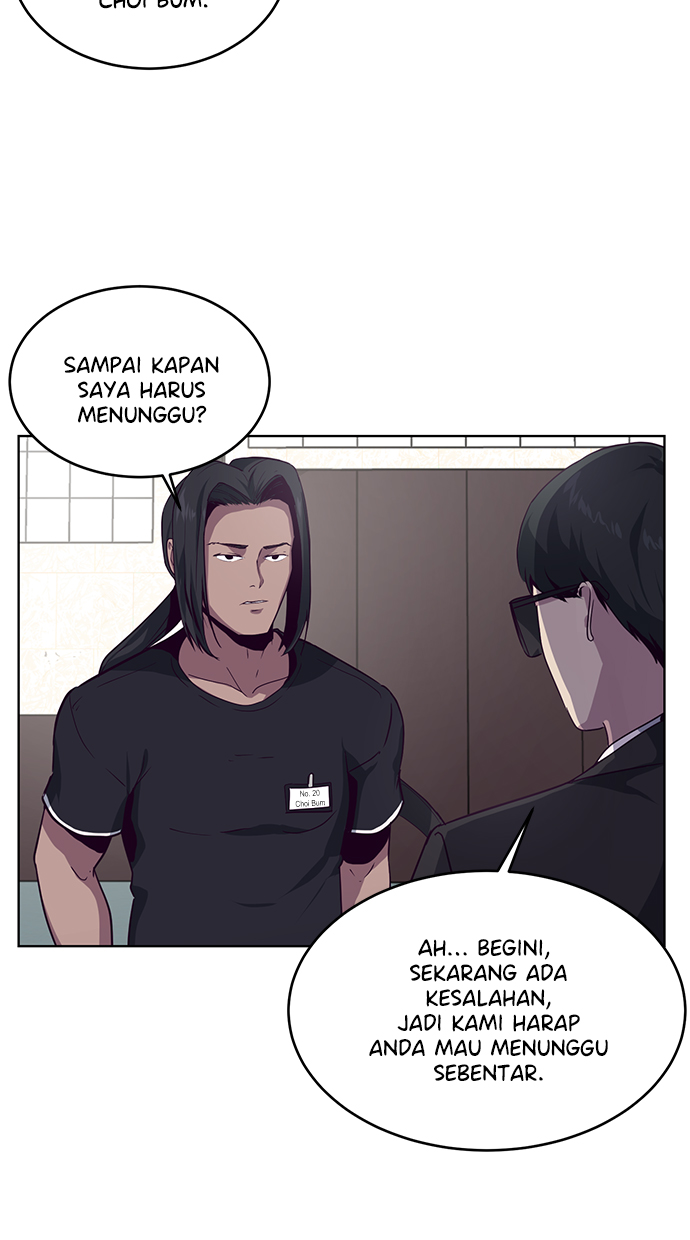 CHOI BUM.
SAMPAI KAPAN
SAYA HARUS
MENUNGGU?
No. 20
Choi Bum
AH... BEGINI,
SEKARANG ADA
KESALAHAN,
JADI KAMI HARAP
ANDA MAU MENUNGGU
SEBENTAR.